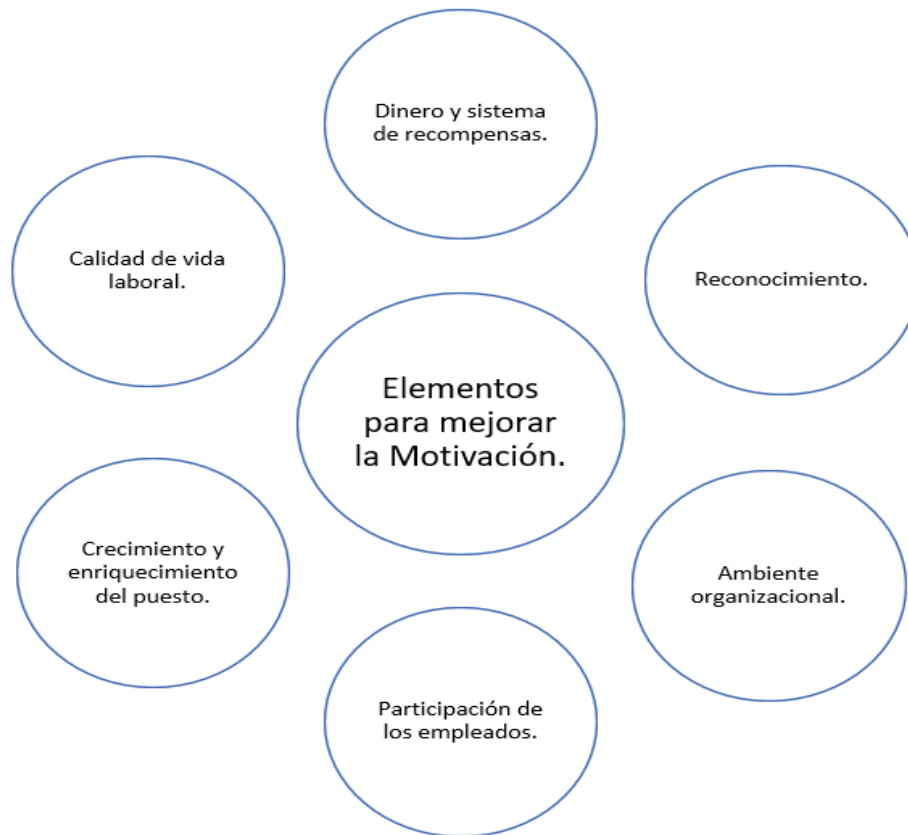 Dinero y sistema
de recompensas.
Calidad de vida
laboral.
Reconocimiento.
Elementos
para mejorar
la Motivación.
Crecimiento y
enriquecimiento
del puesto.
Ambiente
organizacional.
Participación de
los empleados.